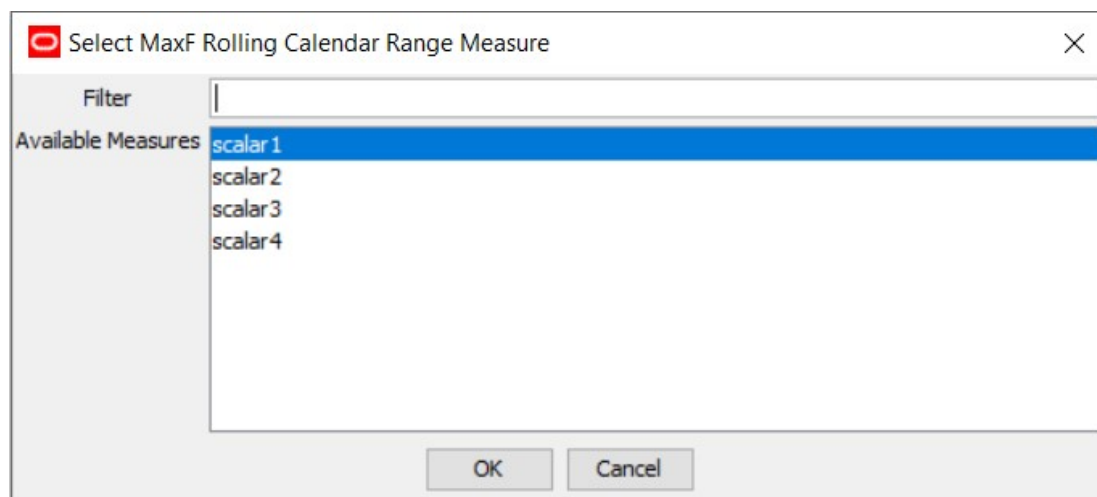 Select MaxF Rolling Calendar Range Measure
Filter
Available Measures
scalar1
scalar2
scalar3
scalar4
OK
Cancel